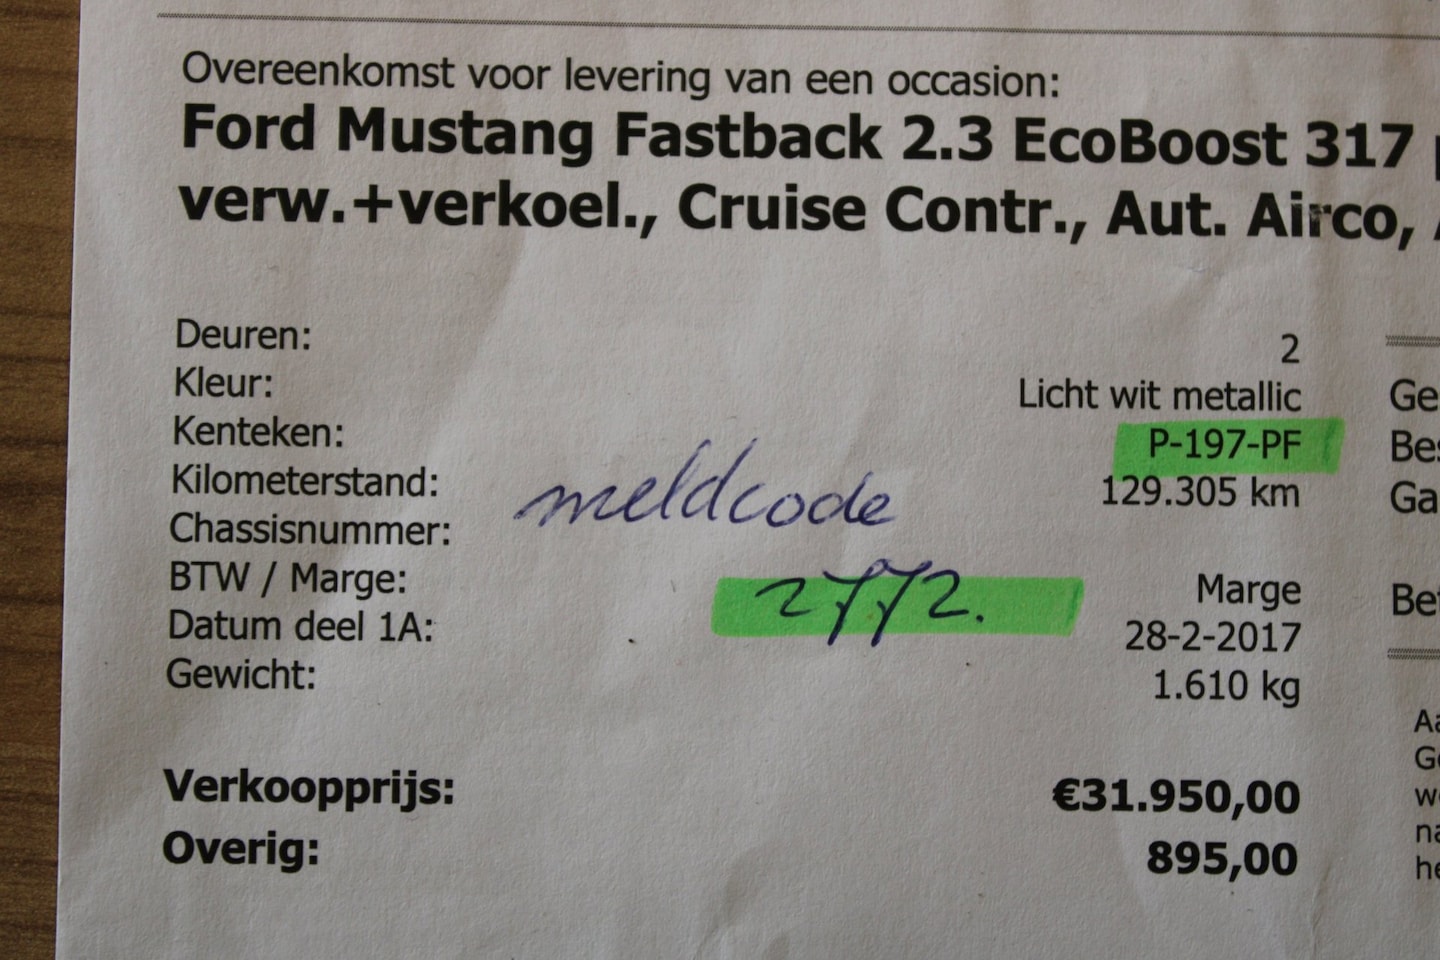 Overeenkomst voor levering van een occasion:
Ford Mustang Fastback 2.3 EcoBoost 317
verw.+verkoel., Cruise Contr., Aut. Airco,
Deuren: 2
Kleur: Licht wit metallic
Kenteken: P-197-PF
Kilometerstand: 129.305 km
meldcode
Chassisnummer:
2772.
BTW / Marge: Marge
Datum deel 1A: 28-2-2017
Gewicht: 1.610 kg
Verkoopprijs: €31.950,00
Overig: 895,00